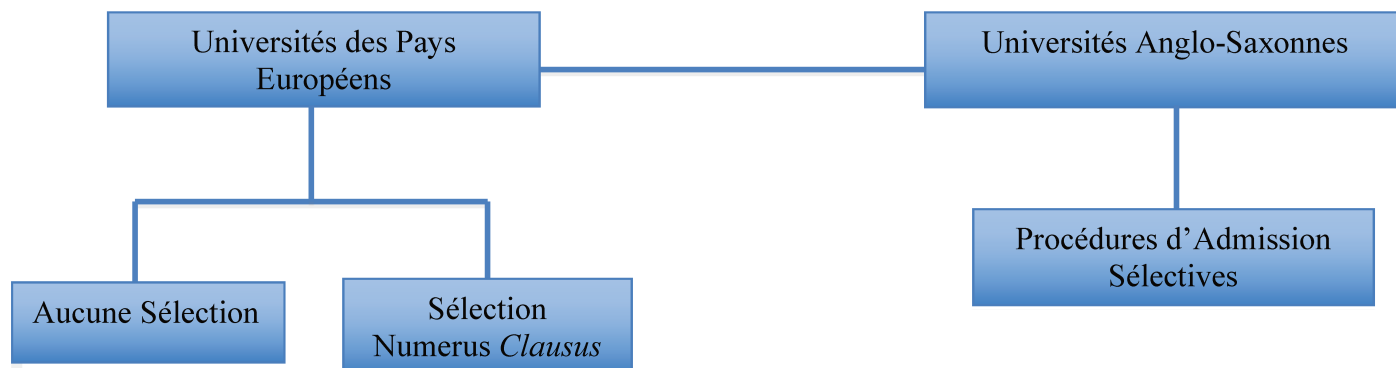 Universités des Pays
Européens
Universités Anglo-Saxonnes
Aucune Sélection
Sélection
Numerus Clausus
Procédures d’Admission
Sélectives